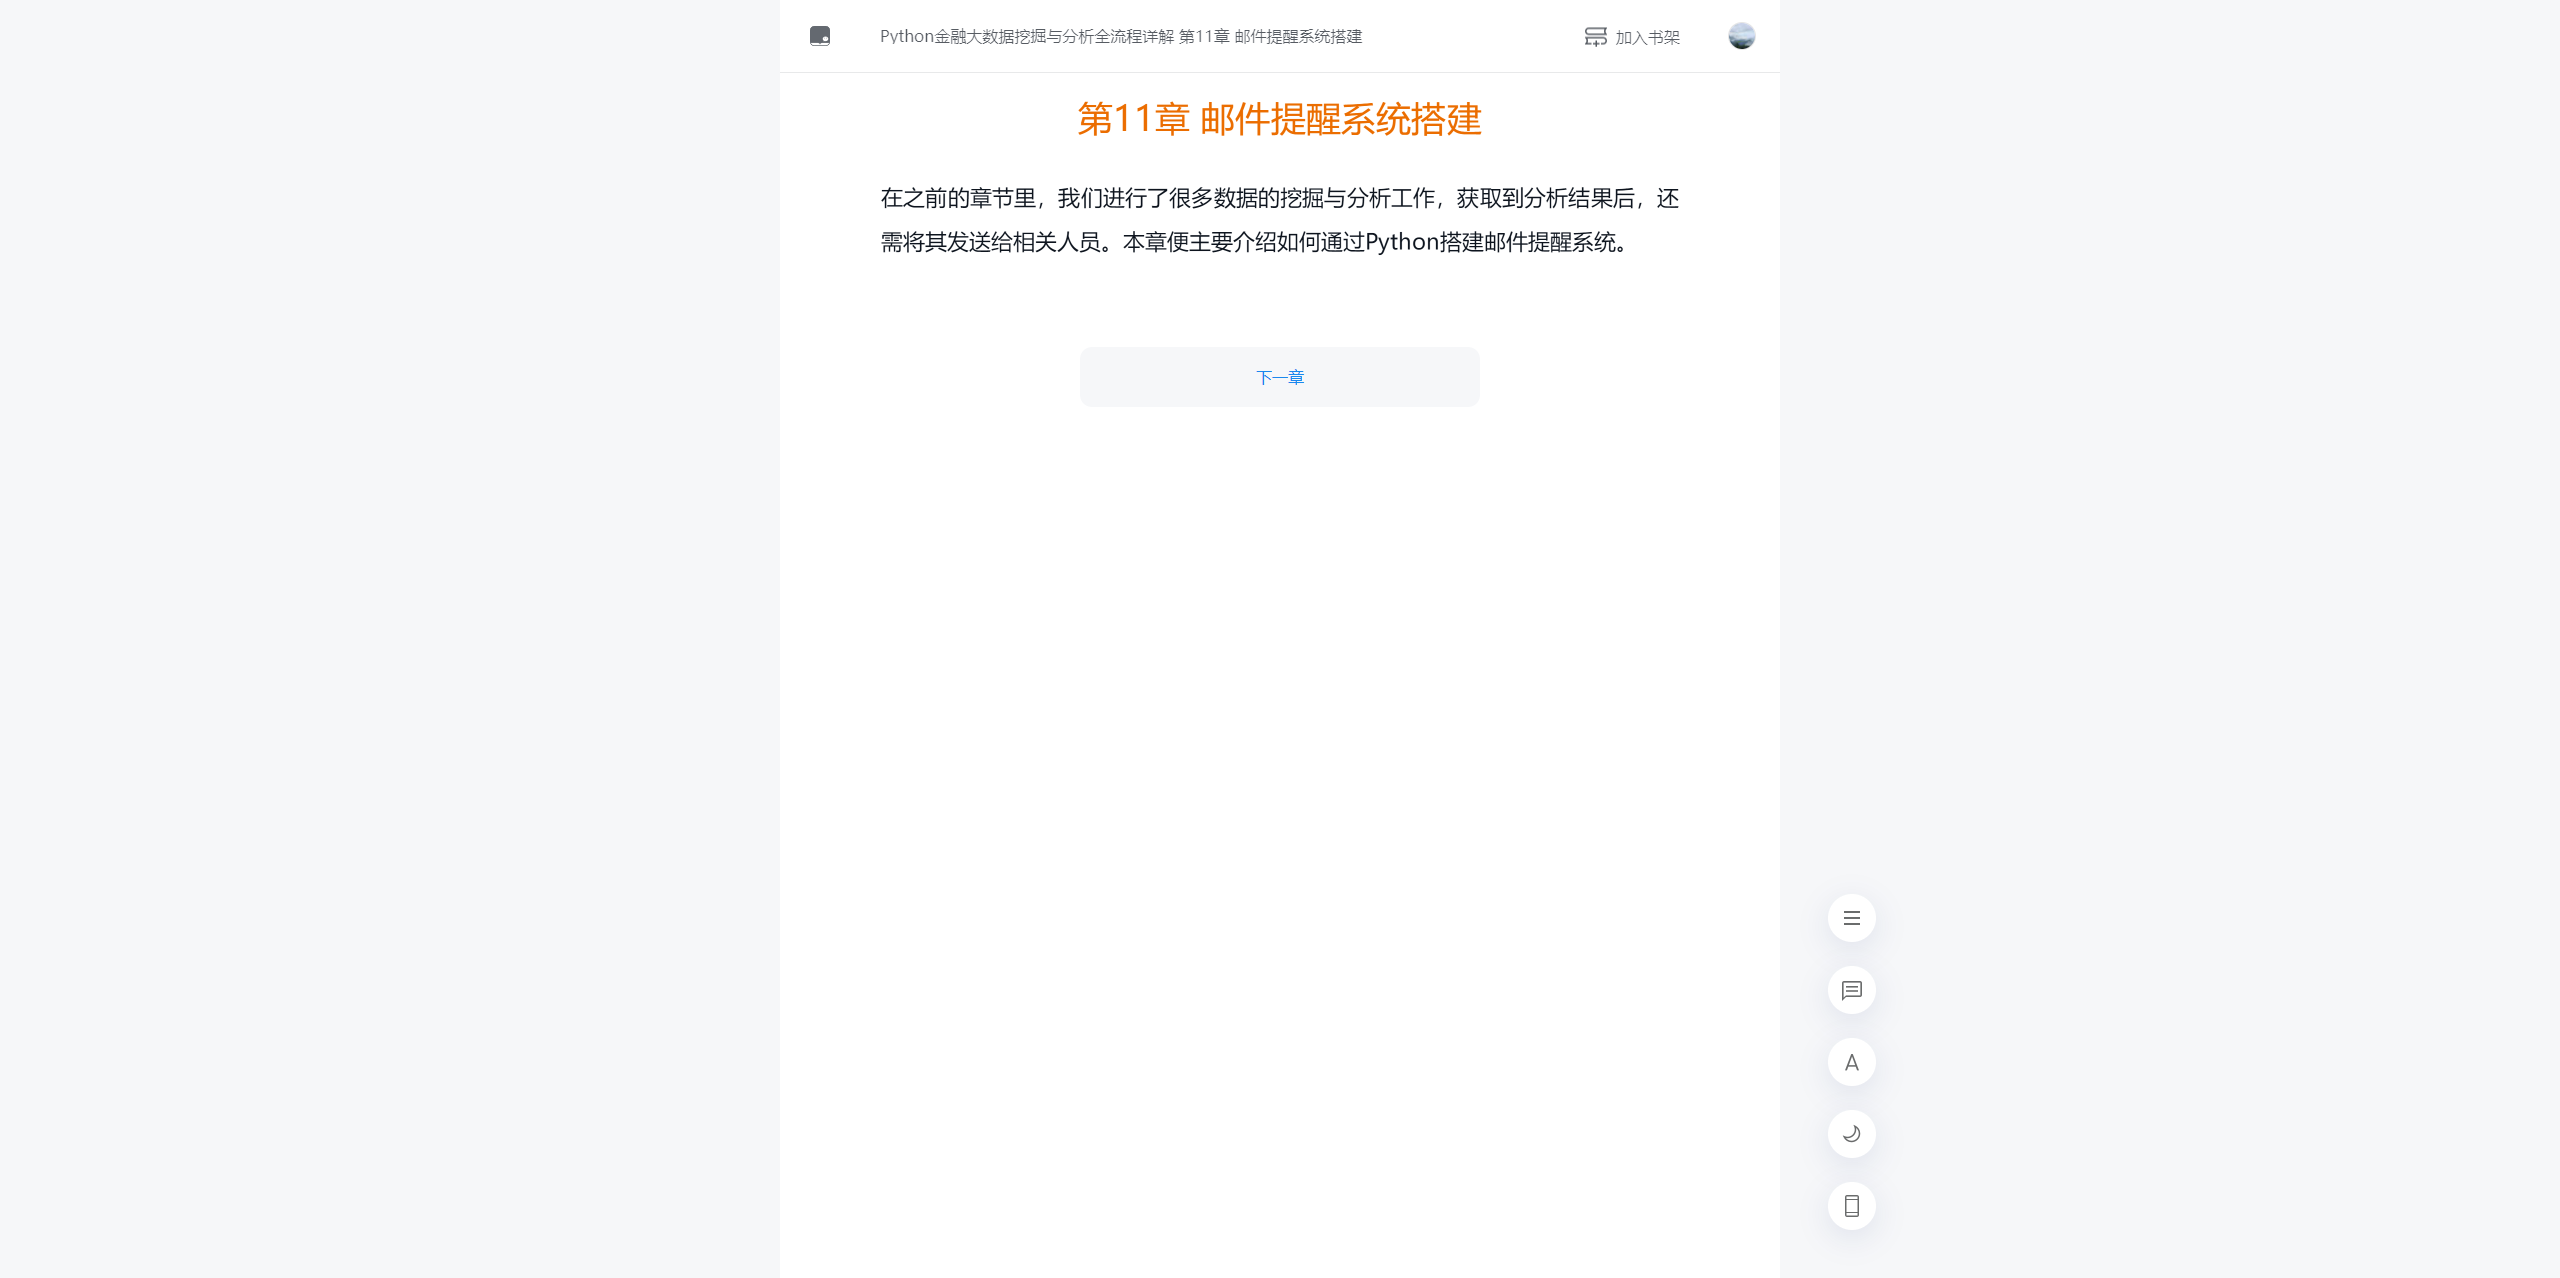 Python金融大数据挖掘与分析全流程详解 第11章 邮件提醒系统搭建
加入书架
第11章 邮件提醒系统搭建
在之前的章节里，我们进行了很多数据的挖掘与分析工作，获取到分析结果后，还
需将其发送给相关人员。本章便主要介绍如何通过Python搭建邮件提醒系统。
下一章
A